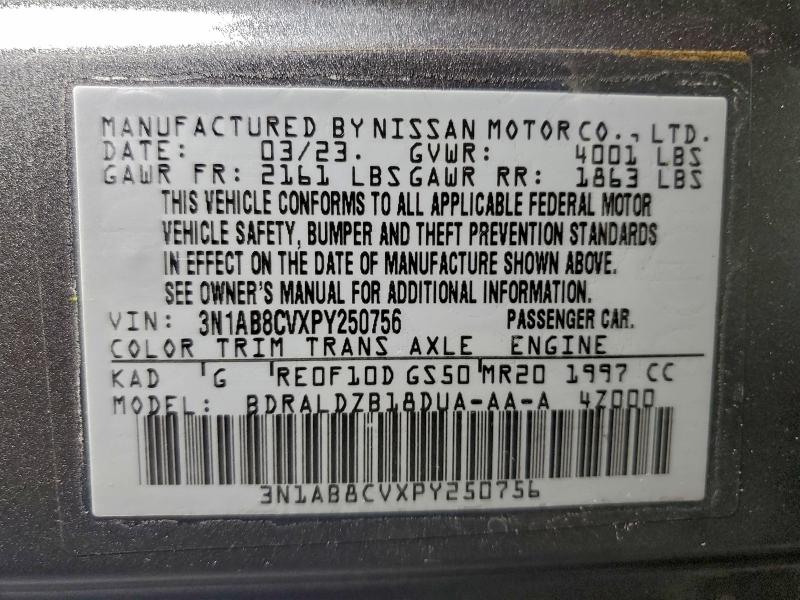 MANUFACTURED BY NISSAN MOTOR CO., LTD.
DATE: 03/23. GVWR: 4001 LBS
GAWR FR: 2161 LBS GAWR RR: 1863 LBS
THIS VEHICLE CONFORMS TO ALL APPLICABLE FEDERAL MOTOR
VEHICLE SAFETY, BUMPER AND THEFT PREVENTION STANDARDS
IN EFFECT ON THE DATE OF MANUFACTURE SHOWN ABOVE.
SEE OWNER'S MANUAL FOR ADDITIONAL INFORMATION.
VIN: 3N1AB8CVXPY250756 PASSENGER CAR.
COLOR TRIM TRANS AXLE ENGINE
KAD G RE0F10D GS50 MR20 1997 CC
MODEL: BDRALDZB18DUA-AA-A 4Z000
3N1AB8CVXPY250756